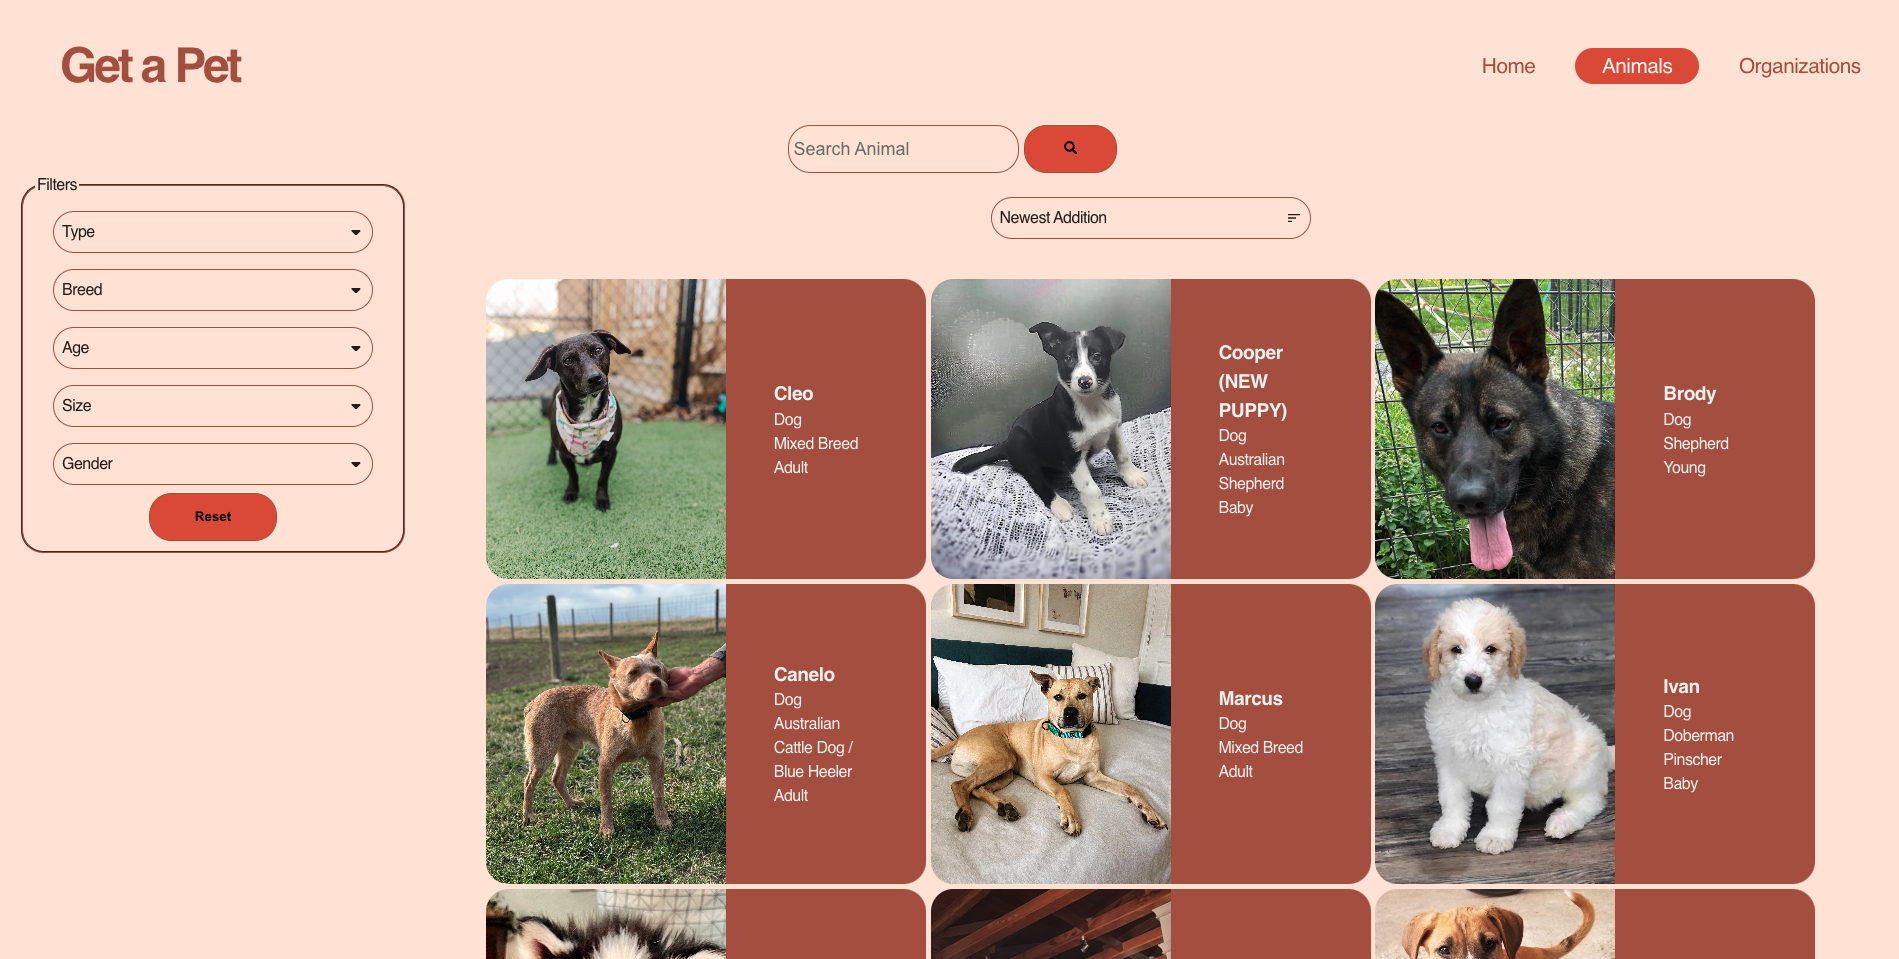 Get a Pet
Home
Animals
Organizations
Search Animal
Newest Addition
Filters
Type
Breed
Age
Size
Gender
Reset
Cleo
Dog
Mixed Breed
Adult
Cooper
(NEW
PUPPY)
Dog
Australian
Shepherd
Baby
Brody
Dog
Shepherd
Young
Canelo
Dog
Australian
Cattle Dog /
Blue Heeler
Adult
Marcus
Dog
Mixed Breed
Adult
Ivan
Dog
Doberman
Pinscher
Baby